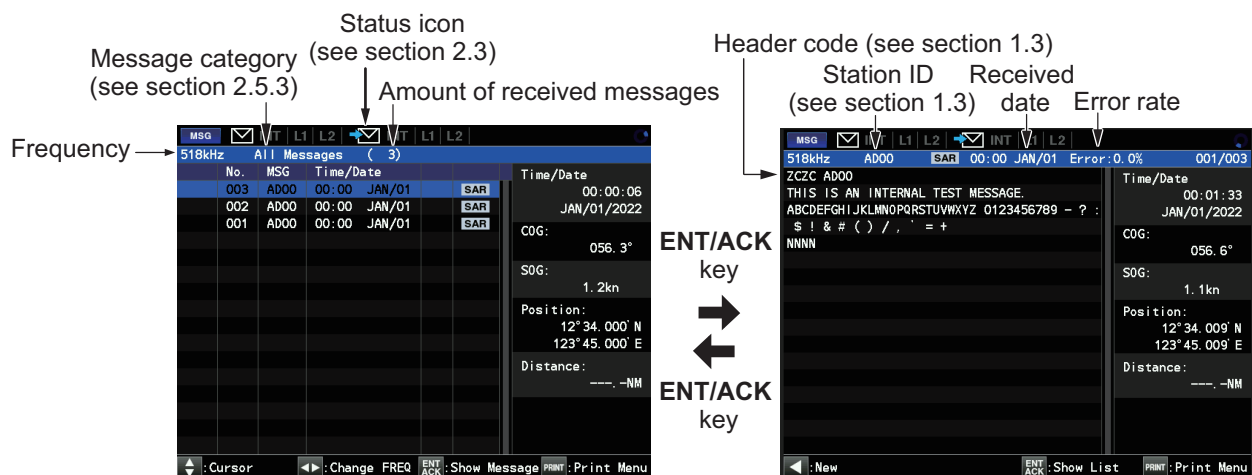 Status icon
(see section 2.3)
Message category
(see section 2.5.3)
Amount of received messages
Frequency
MSG INT L1 L2 INT L1 L2
518kHz All Messages ( 3)
No. MSG Time/Date
003 AD00 00:00 JAN/01 SAR
002 AD00 00:00 JAN/01 SAR
001 AD00 00:00 JAN/01 SAR
Time/Date
00:00:06
JAN/01/2022
COG:
056.3°
SOG:
1.2kn
Position:
12°34.000'N
123°45.000'E
Distance:
---.-NM
:Cursor :Change FREQ ENT ACK :Show Message PRINT :Print Menu
ENT/ACK
key
ENT/ACK
key
Header code (see section 1.3)
Station ID
(see section 1.3)
Received
date
Error rate
MSG INT L1 L2 INT L1 L2
518kHz AD00 SAR 00:00 JAN/01 Error:0.0% 001/003
ZCZC AD00
THIS IS AN INTERNAL TEST MESSAGE.
ABCDEFGHIJKLMNOPQRSTUVWXYZ 0123456789 - ? :
$ ! & # ( ) / , ` = +
NNNN
Time/Date
00:01:33
JAN/01/2022
COG:
056.6°
SOG:
1.1kn
Position:
12°34.009'N
123°45.009'E
Distance:
---.-NM
:New ENT ACK :Show List PRINT :Print Menu